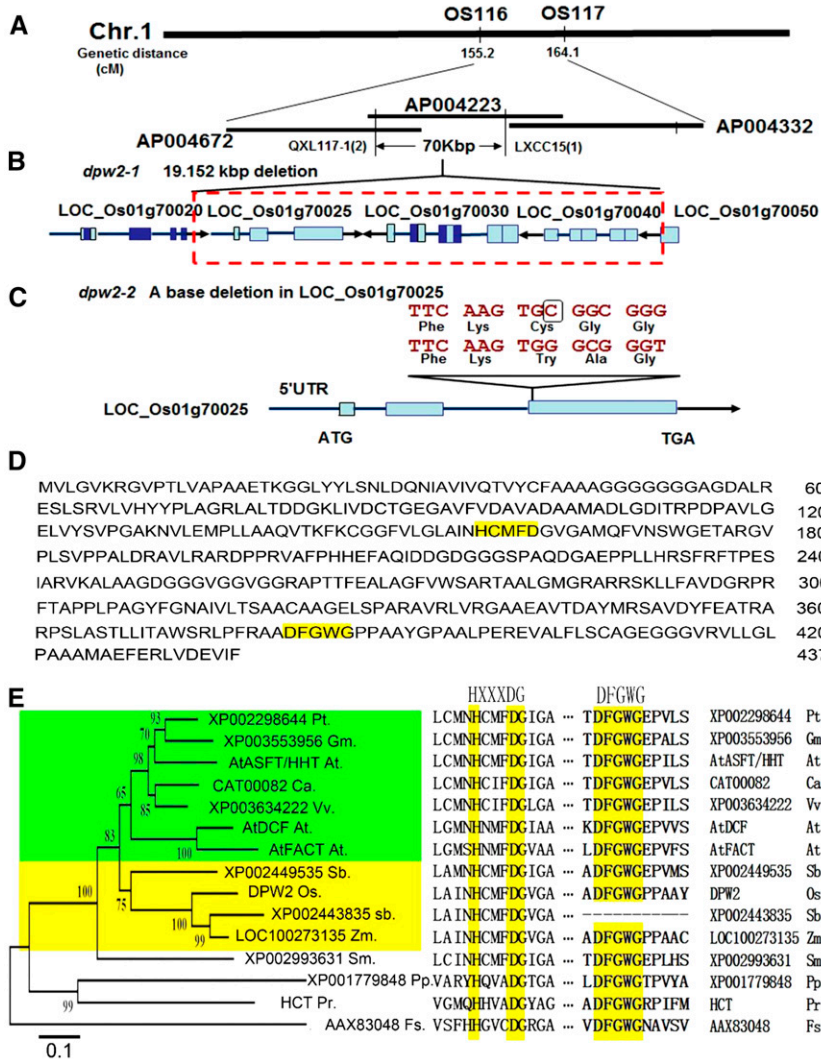 A
Chr.1
OS116 OS117
Genetic distance
(cM)
155.2 164.1
AP004223
AP004672 AP004332
QXL117-1(2) 70Kbp LXCC15(1)
B
dpw2-1 19.152 kbp deletion
LOC_Os01g70020 LOC_Os01g70025 LOC_Os01g70030 LOC_Os01g70040 LOC_Os01g70050
C
dpw2-2 A base deletion in LOC_Os01g70025
TTC AAG TGC GGC GGG
Phe Lys Cys Gly Gly
TTC AAG TGG GCG GGT
Phe Lys Try Ala Gly
5'UTR
LOC_Os01g70025
ATG TGA
D
MVLGVKRGVPTLVAPAAETKGGLYYLSNLDQNIAVIVQTVYCFAAAAGGGGGGGAGDALR 60
ESLSRVLVHYYPLAGRLALTDDGKLIVDCTGEGAVFVDAVADAAMADLGDITRPDPAVLG 120
ELVYSVPGAKNVLEMPLLAAQVTKFKCGGFVLGLAINHCMFDGVGAMQFVNSWGETARGV 180
PLSVPPALDRAVLRARDPPRVAFPHHEFAQIDDGDGGGSPAQDGAEPPLLHRSFRFTPES 240
IARVKALAAGDGGGVGGVGGRAPTTFEALAGFVWSARTAALGMGRARRSKLLFAVDGRPR 300
FTAPPLPAGYFGNAIVLTSAACAAGELSPARAVRLVRGAAEAVTDAYMRSAVDYFEATRA 360
RPSLASTLLITAWSRLPFRAADFGWGPPAAYGPAALPEREVALFLSCAGEGGGVRVLLGL 420
PAAAMAEFERLVDEVIF 437
E
HXXXDG DFGWG
93 XP002298644 Pt. LCMNHCMFDGIGA ··· TDFGWGEPVLS XP002298644 Pt
70 XP003553956 Gm. LCMNHCMFDGIGA ··· TDFGWGEPALS XP003553956 Gm
98 AtASFT/HHT At. LCMNHCMFDGIGA ··· TDFGWGEPILS AtASFT/HHT At
65 CAT00082 Ca. LCMNHCIFDGIGA ··· TDFGWGEPVLS CAT00082 Ca
85 XP003634222 Vv. LCMNHCIFDGLGA ··· TDFGWGEPILS XP003634222 Vv
83 AtDCF At. LGMNHNMFDGIAA ··· KDFGWGEPVVS AtDCF At
100 AtFACT At. LGMSHNMFDGVAA ··· LDFGWGEPVFS AtFACT At
100 XP002449535 Sb. LAMNHCMFDGIGA ··· ADFGWGEPVMS XP002449535 Sb
75 DPW2 Os. LAINHCMFDGVGA ··· ADFGWGPPAAY DPW2 Os
100 XP002443835 sb. LAINHCMFDGVGA ··· ----------- XP002443835 Sb
99 LOC100273135 Zm. LAINHCMFDGVGA ··· ADFGWGPPAAC LOC100273135 Zm
XP002993631 Sm. LCINHCMFDGIGA ··· TDFGWGEPLHS XP002993631 Sm
XP001779848 Pp. VARYHQVADGTGA ··· LDFGWGTPVYA XP001779848 Pp
99 HCT Pr. VGMQHHVADGYAG ··· ADFGWGRPIFM HCT Pr
AAX83048 Fs. VSFHHGVCDGRGA ··· VDFGWGNAVSV AAX83048 Fs
0.1